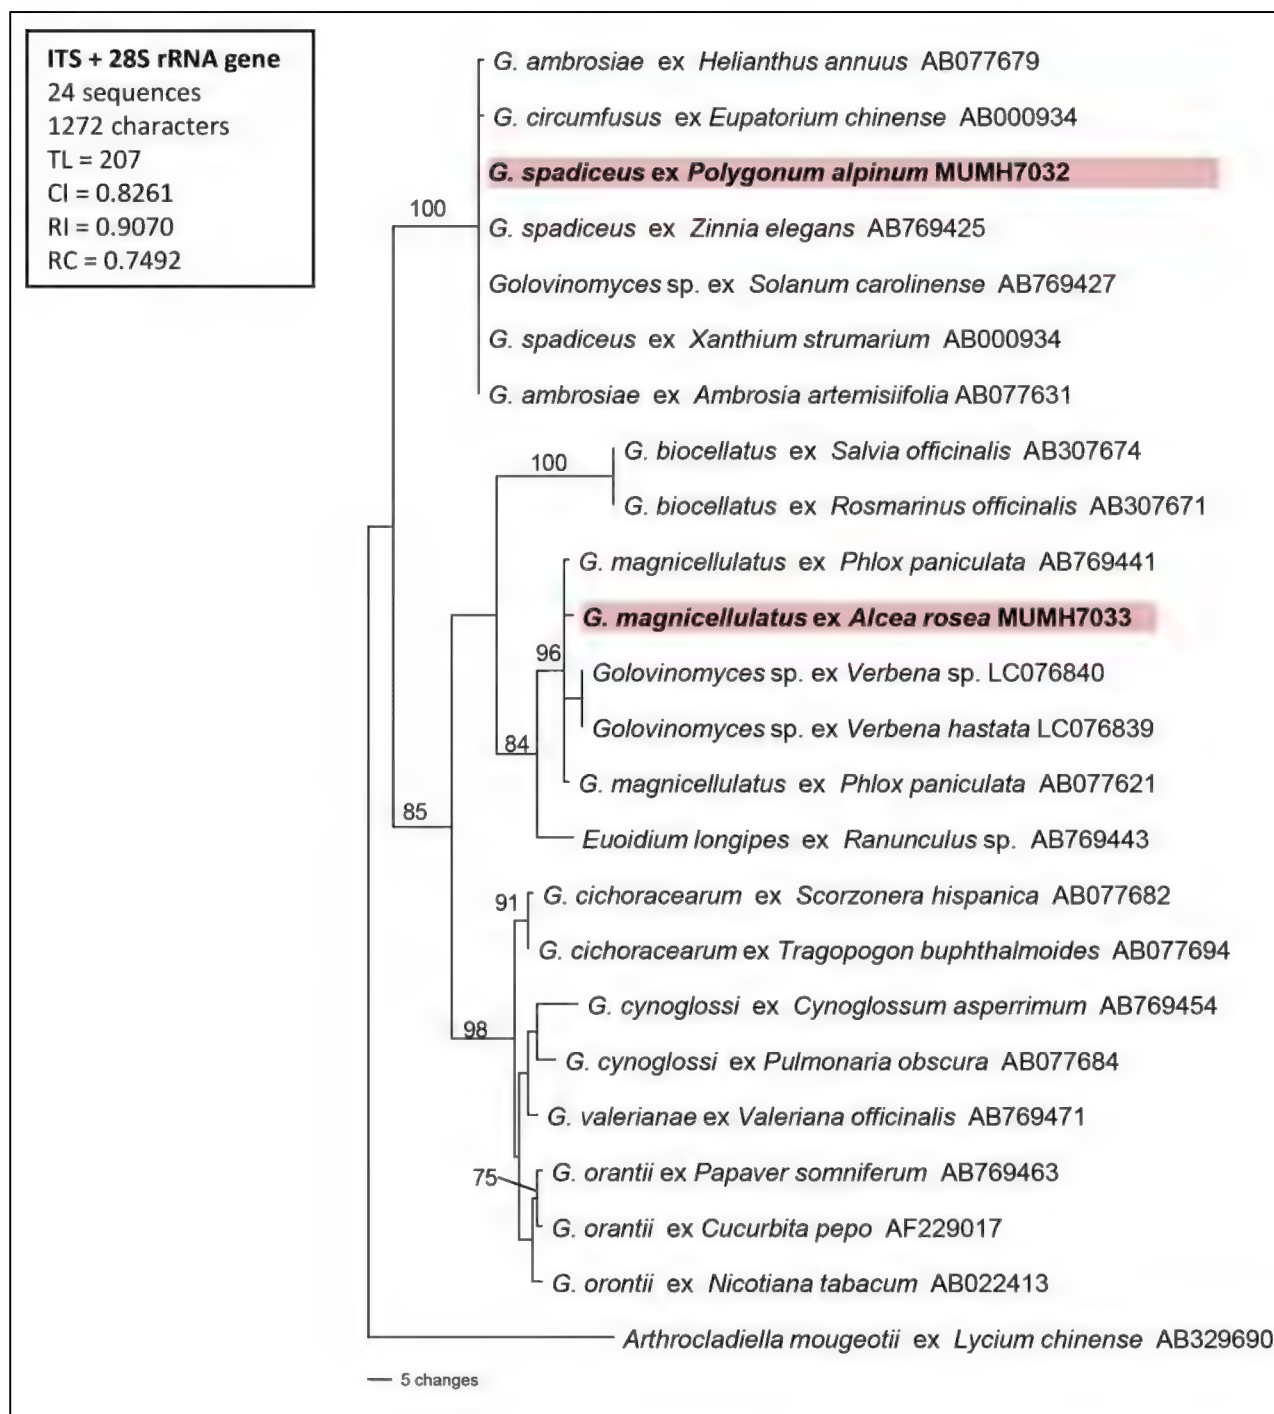 ITS + 28S rRNA gene
24 sequences
1272 characters
TL = 207
CI = 0.8261
RI = 0.9070
RC = 0.7492
G. ambrosiae ex Helianthus annuus AB077679
G. circumfusus ex Eupatorium chinense AB000934
G. spadiceus ex Polygonum alpinum MUMH7032
100
G. spadiceus ex Zinnia elegans AB769425
Golovinomyces sp. ex Solanum carolinense AB769427
G. spadiceus ex Xanthium strumarium AB000934
G. ambrosiae ex Ambrosia artemisiifolia AB077631
G. biocellatus ex Salvia officinalis AB307674
100
G. biocellatus ex Rosmarinus officinalis AB307671
G. magnicellulatus ex Phlox paniculata AB769441
G. magnicellulatus ex Alcea rosea MUMH7033
96
Golovinomyces sp. ex Verbena sp. LC076840
Golovinomyces sp. ex Verbena hastata LC076839
84
G. magnicellulatus ex Phlox paniculata AB077621
85
Euoidium longipes ex Ranunculus sp. AB769443
91
G. cichoracearum ex Scorzonera hispanica AB077682
G. cichoracearum ex Tragopogon buphthalmoides AB077694
G. cynoglossi ex Cynoglossum asperrimum AB769454
98
G. cynoglossi ex Pulmonaria obscura AB077684
G. valerianae ex Valeriana officinalis AB769471
75
G. orantii ex Papaver somniferum AB769463
G. orantii ex Cucurbita pepo AF229017
G. orontii ex Nicotiana tabacum AB022413
Arthrocladiella mougeotii ex Lycium chinense AB329690
5 changes